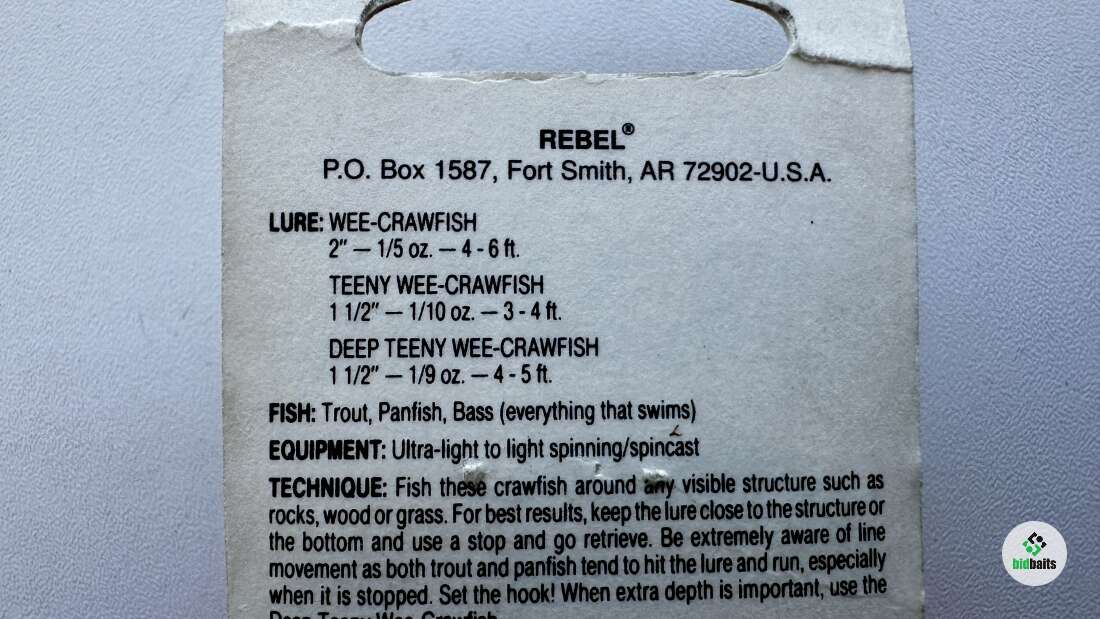 REBEL®
P.O. Box 1587, Fort Smith, AR 72902-U.S.A.
LURE: WEE-CRAWFISH
2" — 1/5 oz. — 4 - 6 ft.
TEENY WEE-CRAWFISH
1 1/2" — 1/10 oz. — 3 - 4 ft.
DEEP TEENY WEE-CRAWFISH
1 1/2" — 1/9 oz. — 4 - 5 ft.
FISH: Trout, Panfish, Bass (everything that swims)
EQUIPMENT: Ultra-light to light spinning/spincast
TECHNIQUE: Fish these crawfish around any visible structure such as
rocks, wood or grass. For best results, keep the lure close to the structure or
the bottom and use a stop and go retrieve. Be extremely aware of line
movement as both trout and panfish tend to hit the lure and run, especially
when it is stopped. Set the hook! When extra depth is important, use the
Deep Teeny Wee-Crawfish.
bidbaits